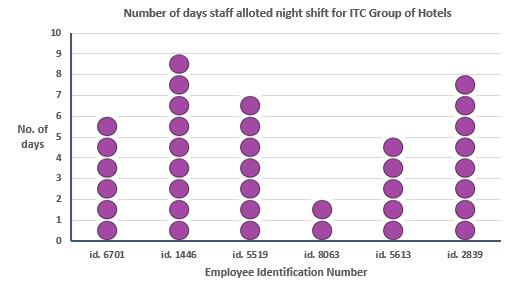 Number of days staff alloted night shift for ITC Group of Hotels
10
9
8
7
6
5
4
3
2
1
0
No. of
days
id. 6701 id. 1446 id. 5519 id. 8063 id. 5613 id. 2839
Employee Identification Number